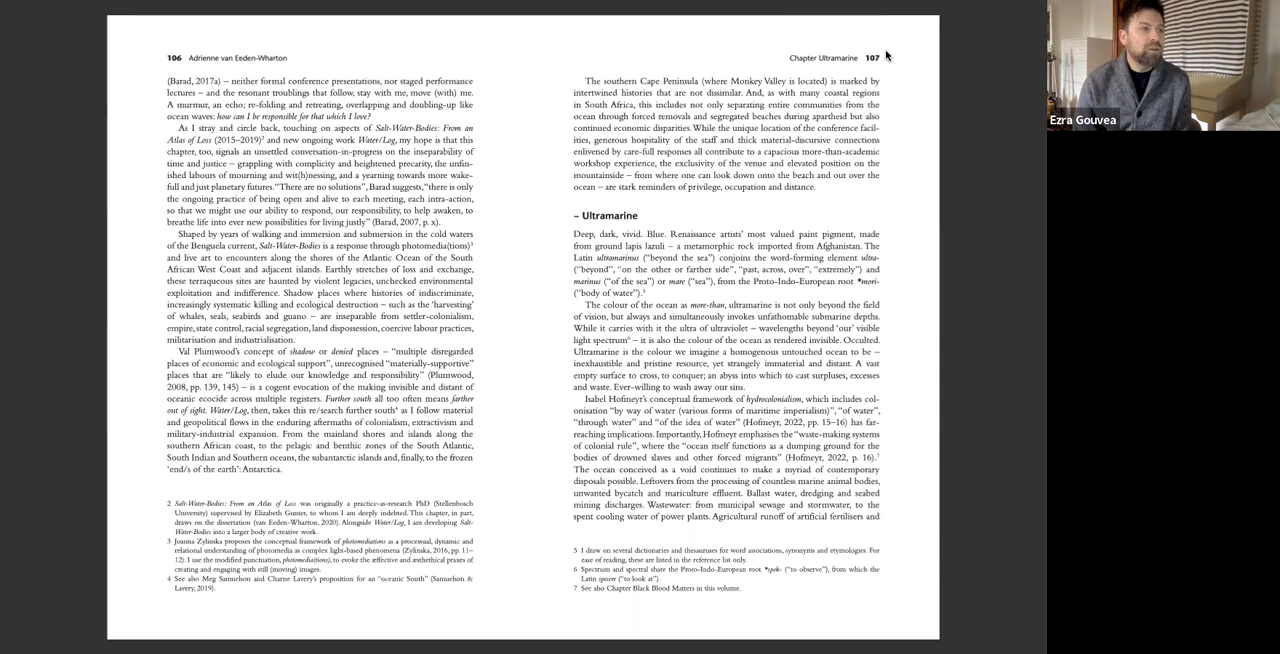 106 Adrienne van Eeden-Wharton
(Barad, 2017a) – neither formal conference presentations, nor staged performance
lectures – and the resonant troublings that follow, stay with me, move (with) me.
A murmur, an echo; re-folding and retreating, overlapping and doubling-up like
ocean waves: how can I be responsible for that which I love?
As I stray and circle back, touching on aspects of Salt-Water-Bodies: From an
Atlas of Loss (2015–2019)2 and new ongoing work Water/Log, my hope is that this
chapter, too, signals an unsettled conversation-in-progress on the inseparability of
time and justice – grappling with complicity and heightened precarity, the unfin-
ished labours of mourning and wit(h)nessing, and a yearning towards more wake-
full and just planetary futures. “There are no solutions”, Barad suggests, “there is only
the ongoing practice of being open and alive to each meeting, each intra-action,
so that we might use our ability to respond, our responsibility, to help awaken, to
breathe life into ever new possibilities for living justly” (Barad, 2007, p. x).
Shaped by years of walking and immersion and submersion in the cold waters
of the Benguela current, Salt-Water-Bodies is a response through photomedia(tions)3
and live art to encounters along the shores of the Atlantic Ocean of the South
African West Coast and adjacent islands. Earthly stretches of loss and exchange,
these terraqueous sites are haunted by violent legacies, unchecked environmental
exploitation and indifference. Shadow places where histories of indiscriminate,
increasingly systematic killing and ecological destruction – such as the ‘harvesting’
of whales, seals, seabirds and guano – are inseparable from settler-colonialism,
empire, state control, racial segregation, land dispossession, coercive labour practices,
militarisation and industrialisation.
Val Plumwood’s concept of shadow or denied places – “multiple disregarded
places of economic and ecological support”, unrecognised “materially-supportive”
places that are “likely to elude our knowledge and responsibility” (Plumwood,
2008, pp. 139, 145) – is a cogent evocation of the making invisible and distant of
oceanic ecocide across multiple registers. Further south all too often means farther
out of sight. Water/Log, then, takes this re/search further south4 as I follow material
and geopolitical flows in the enduring aftermaths of colonialism, extractivism and
military-industrial expansion. From the mainland shores and islands along the
southern African coast, to the pelagic and benthic zones of the South Atlantic,
South Indian and Southern oceans, the subantarctic islands and, finally, to the frozen
‘end/s of the earth’: Antarctica.
2 Salt-Water-Bodies: From an Atlas of Loss was originally a practice-as-research PhD (Stellenbosch
University) supervised by Elizabeth Gunter, to whom I am deeply indebted. This chapter, in part,
draws on the dissertation (van Eeden-Wharton, 2020). Alongside Water/Log, I am developing Salt-
Water-Bodies into a larger body of creative work.
3 Joanna Zylinska proposes the conceptual framework of photomediations as a processual, dynamic and
relational understanding of photomedia as complex light-based phenomena (Zylinska, 2016, pp. 11–
12). I use the modified punctuation, photomedia(tions), to evoke the æffective and æsthethical praxes of
creating and engaging with still (moving) images.
4 See also Meg Samuelson and Charne Lavery’s proposition for an “oceanic South” (Samuelson &
Lavery, 2019).
Chapter Ultramarine 107
The southern Cape Peninsula (where Monkey Valley is located) is marked by
intertwined histories that are not dissimilar. And, as with many coastal regions
in South Africa, this includes not only separating entire communities from the
ocean through forced removals and segregated beaches during apartheid but also
continued economic disparities. While the unique location of the conference facil-
ities, generous hospitality of the staff and thick material-discursive connections
enlivened by care-full responses all contribute to a capacious more-than-academic
workshop experience, the exclusivity of the venue and elevated position on the
mountainside – from where one can look down onto the beach and out over the
ocean – are stark reminders of privilege, occupation and distance.
~ Ultramarine
Deep, dark, vivid. Blue. Renaissance artists’ most valued paint pigment, made
from ground lapis lazuli – a metamorphic rock imported from Afghanistan. The
Latin ultramarinus (“beyond the sea”) conjoins the word-forming element ultra-
(“beyond”, “on the other or farther side”, “past, across, over”, “extremely”) and
marinus (“of the sea”) or mare (“sea”), from the Proto-Indo-European root *mori-
(“body of water”).5
The colour of the ocean as more-than, ultramarine is not only beyond the field
of vision, but always and simultaneously invokes unfathomable submarine depths.
While it carries with it the ultra of ultraviolet – wavelengths beyond ‘our’ visible
light spectrum6 – it is also the colour of the ocean as rendered invisible. Occulted.
Ultramarine is the colour we imagine a homogenous untouched ocean to be –
inexhaustible and pristine resource, yet strangely immaterial and distant. A vast
empty surface to cross, to conquer; an abyss into which to cast surpluses, excesses
and waste. Ever-willing to wash away our sins.
Isabel Hofmeyr’s conceptual framework of hydrocolonialism, which includes col-
onisation “by way of water (various forms of maritime imperialism)”, “of water”,
“through water” and “of the idea of water” (Hofmeyr, 2022, pp. 15–16) has far-
reaching implications. Importantly, Hofmeyr emphasises the “waste-making systems
of colonial rule”, where the “ocean itself functions as a dumping ground for the
bodies of drowned slaves and other forced migrants” (Hofmeyr, 2022, p. 16).7
The ocean conceived as a void continues to make a myriad of contemporary
disposals possible. Leftovers from the processing of countless marine animal bodies,
unwanted bycatch and mariculture effluent. Ballast water, dredging and seabed
mining discharges. Wastewater: from municipal sewage and stormwater, to the
spent cooling water of power plants. Agricultural runoff of artificial fertilisers and
5 I draw on several dictionaries and thesauruses for word associations, synonyms and etymologies. For
ease of reading, these are listed in the reference list only.
6 Spectrum and spectral share the Proto-Indo-European root *spek- (“to observe”), from which the
Latin specere (“to look at”).
7 See also Chapter Black Blood Matters in this volume.
Ezra Gouvea